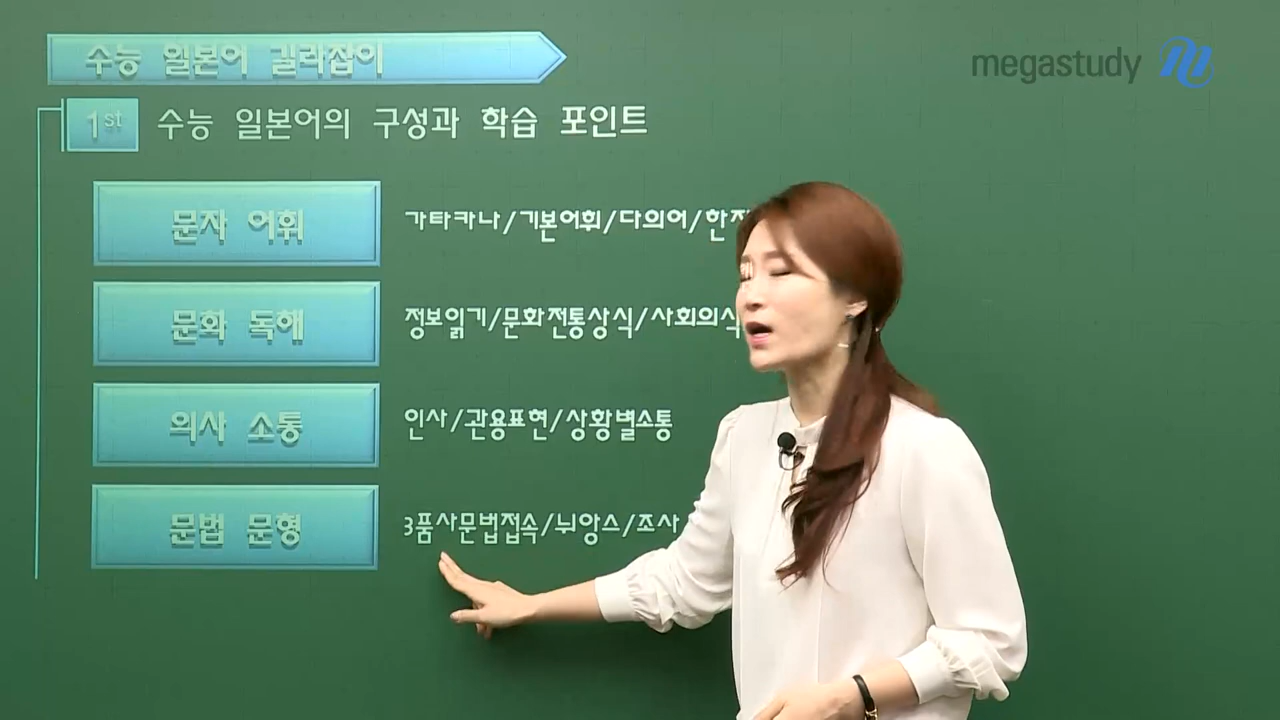 수능 일본어 길라잡이
megastudy
1st 수능 일본어의 구성과 학습 포인트
문자 어휘 가타카나/기본어휘/다의어/한
문화 독해 정보읽기/문화전통상식/사회의식
의사 소통 인사/관용표현/상황별소통
문법 문형 3품사문법접속/뉘앙스/조사